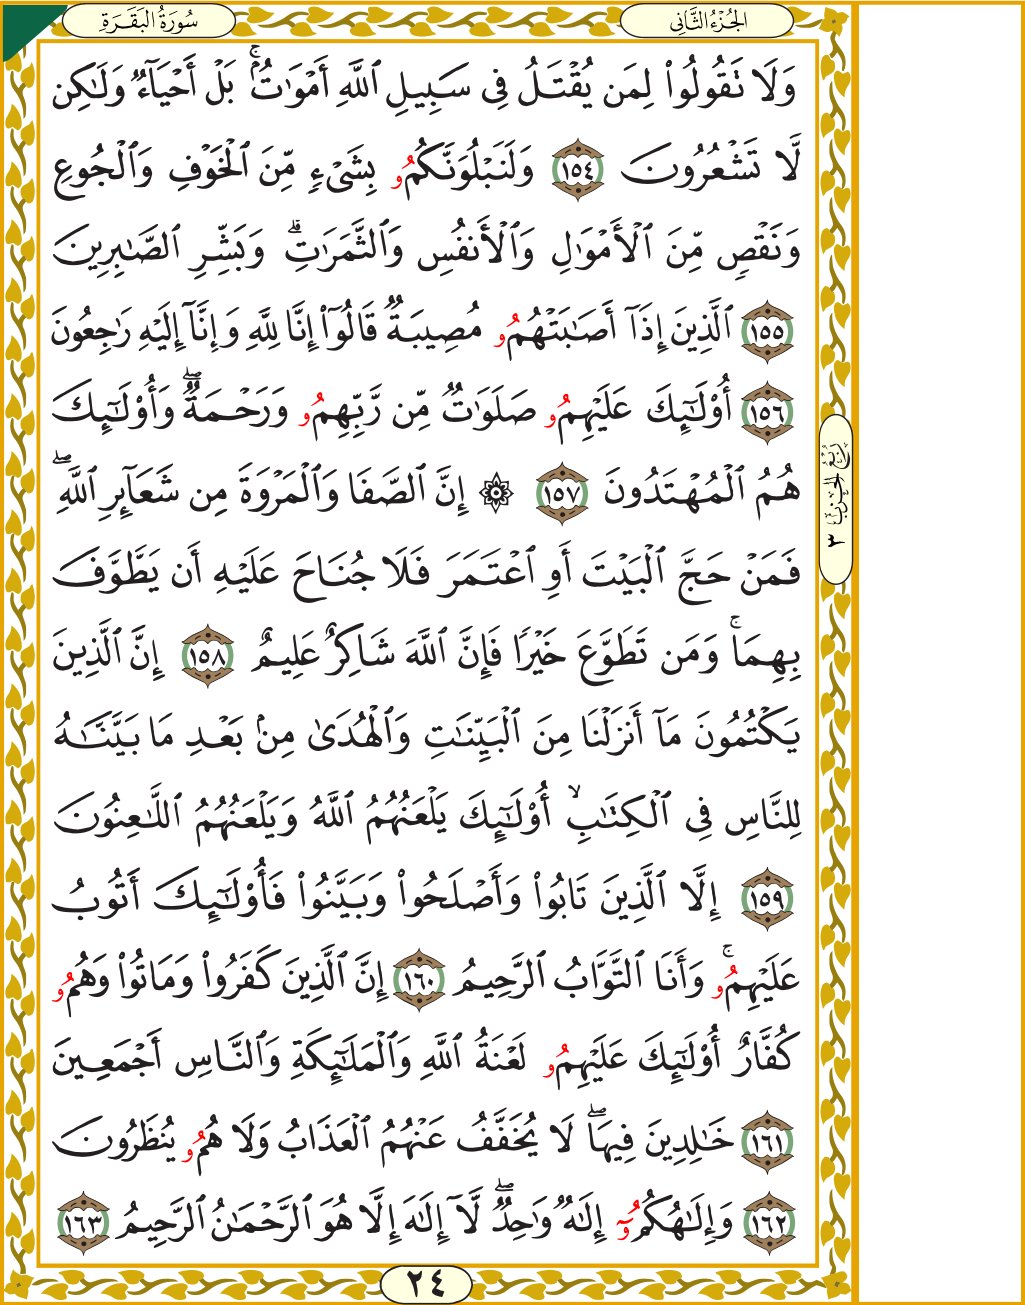 سُورَةُ البَقَرَةِ
الجُزْءُ الثَّانِي
وَلَا تَقُولُوا۟ لِمَن يُقْتَلُ فِى سَبِيلِ ٱللَّهِ أَمْوَٰتٌۢ ۚ بَلْ أَحْيَآءٌ وَلَٰكِن
لَّا تَشْعُرُونَ ١٥٤ وَلَنَبْلُوَنَّكُمُۥ بِشَىْءٍ مِّنَ ٱلْخَوْفِ وَٱلْجُوعِ
وَنَقْصٍ مِّنَ ٱلْأَمْوَٰلِ وَٱلْأَنفُسِ وَٱلثَّمَرَٰتِ ۗ وَبَشِّرِ ٱلصَّٰبِرِينَ
١٥٥ ٱلَّذِينَ إِذَآ أَصَٰبَتْهُمُۥ مُصِيبَةٌ قَالُوٓا۟ إِنَّا لِلَّهِ وَإِنَّآ إِلَيْهِ رَٰجِعُونَ
١٥٦ أُو۟لَٰٓئِكَ عَلَيْهِمُۥ صَلَوَٰتٌ مِّن رَّبِّهِمُۥ وَرَحْمَةٌ ۖ وَأُو۟لَٰٓئِكَ
هُمُ ٱلْمُهْتَدُونَ ١٥٧ ۞ إِنَّ ٱلصَّفَا وَٱلْمَرْوَةَ مِن شَعَآئِرِ ٱللَّهِ ۖ
فَمَنْ حَجَّ ٱلْبَيْتَ أَوِ ٱعْتَمَرَ فَلَا جُنَاحَ عَلَيْهِ أَن يَطَّوَّفَ
بِهِمَا ۚ وَمَن تَطَوَّعَ خَيْرًا فَإِنَّ ٱللَّهَ شَاكِرٌ عَلِيمٌ ١٥٨ إِنَّ ٱلَّذِينَ
يَكْتُمُونَ مَآ أَنزَلْنَا مِنَ ٱلْبَيِّنَٰتِ وَٱلْهُدَىٰ مِنۢ بَعْدِ مَا بَيَّنَّٰهُ
لِلنَّاسِ فِى ٱلْكِتَٰبِ ۙ أُو۟لَٰٓئِكَ يَلْعَنُهُمُ ٱللَّهُ وَيَلْعَنُهُمُ ٱللَّٰعِنُونَ
١٥٩ إِلَّا ٱلَّذِينَ تَابُوا۟ وَأَصْلَحُوا۟ وَبَيَّنُوا۟ فَأُو۟لَٰٓئِكَ أَتُوبُ
عَلَيْهِمُۥ ۚ وَأَنَا ٱلتَّوَّابُ ٱلرَّحِيمُ ١٦٠ إِنَّ ٱلَّذِينَ كَفَرُوا۟ وَمَاتُوا۟ وَهُمُۥ
كُفَّارٌ أُو۟لَٰٓئِكَ عَلَيْهِمُۥ لَعْنَةُ ٱللَّهِ وَٱلْمَلَٰٓئِكَةِ وَٱلنَّاسِ أَجْمَعِينَ
١٦١ خَٰلِدِينَ فِيهَا ۖ لَا يُخَفَّفُ عَنْهُمُ ٱلْعَذَابُ وَلَا هُمُۥ يُنظَرُونَ
١٦٢ وَإِلَٰهُكُمُۥٓ إِلَٰهٌ وَٰحِدٌ ۖ لَّآ إِلَٰهَ إِلَّا هُوَ ٱلرَّحْمَٰنُ ٱلرَّحِيمُ ١٦٣
رُبْعُ الحِزْبِ ٣
٢٤